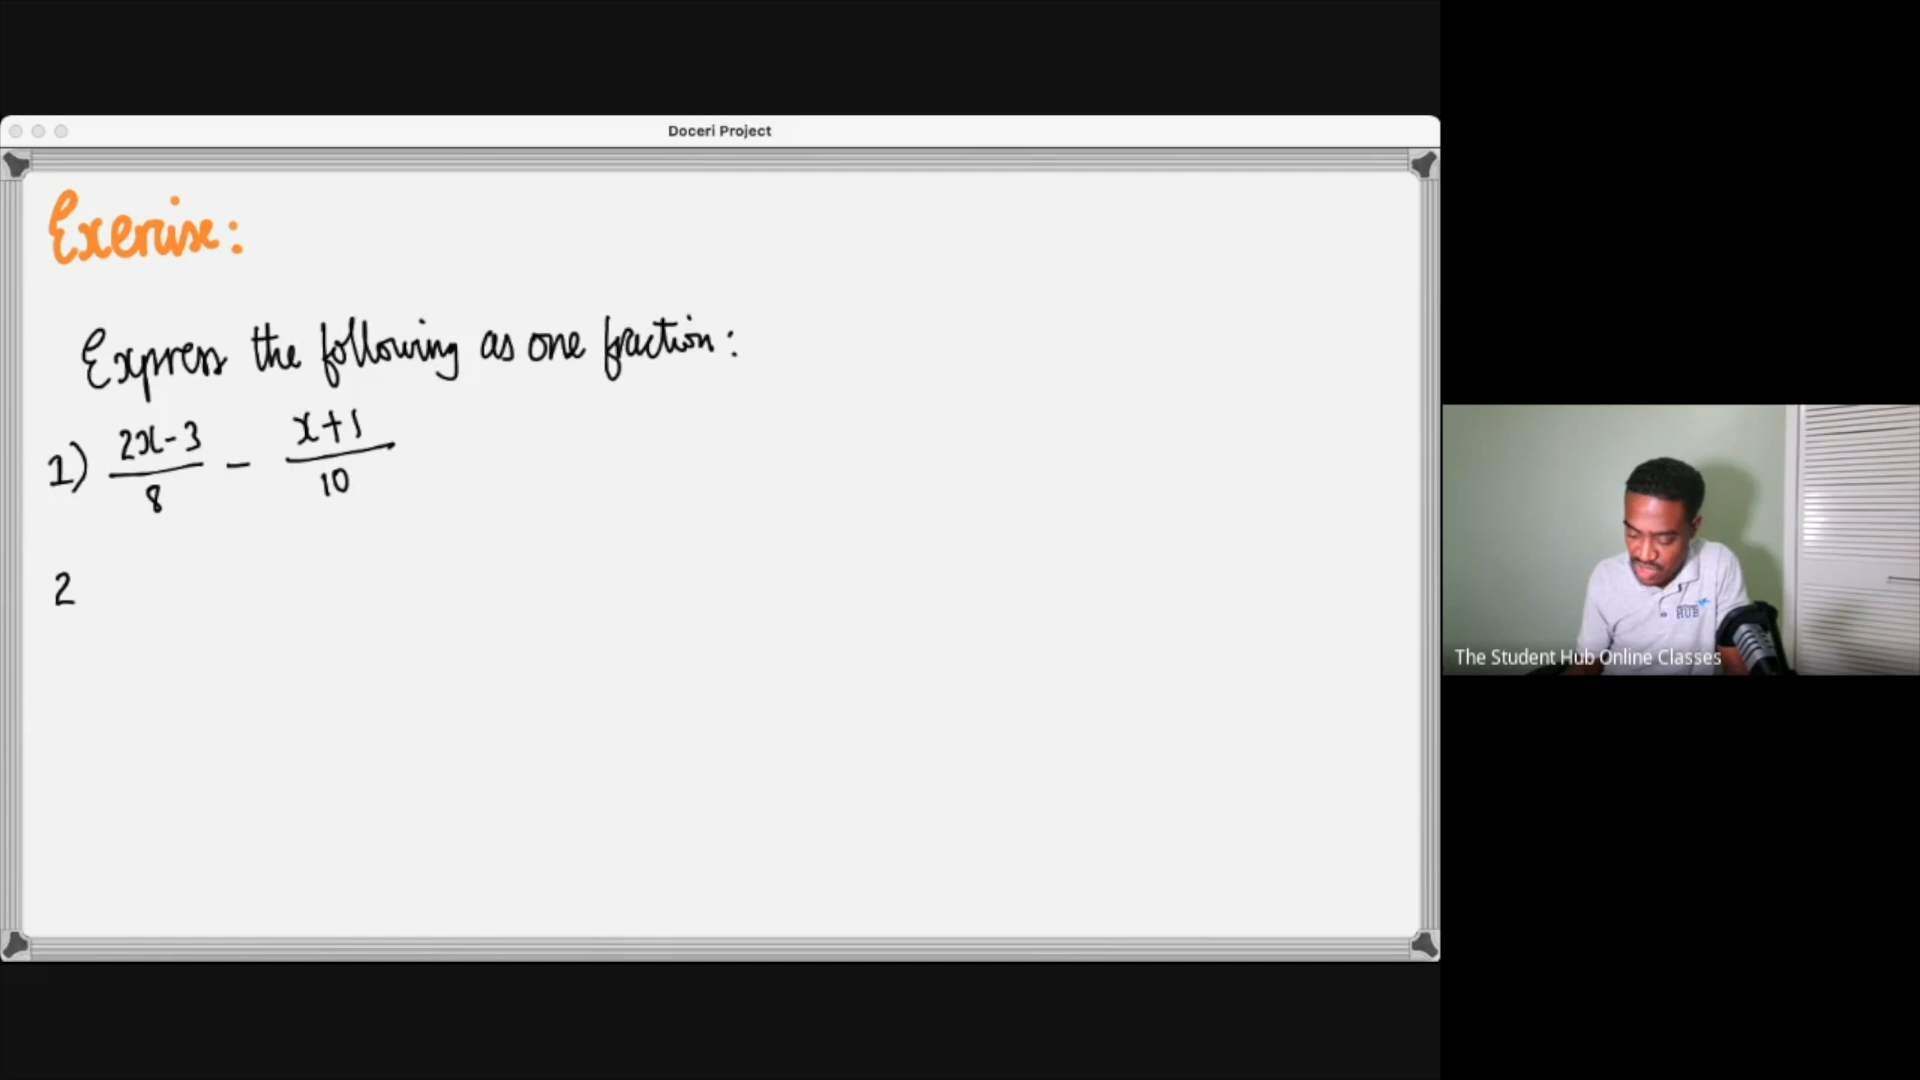 Doceri Project
Exercise:
Express the following as one fraction:
1) (2x-3)/8 - (x+1)/10
2
HUB
The Student Hub Online Classes